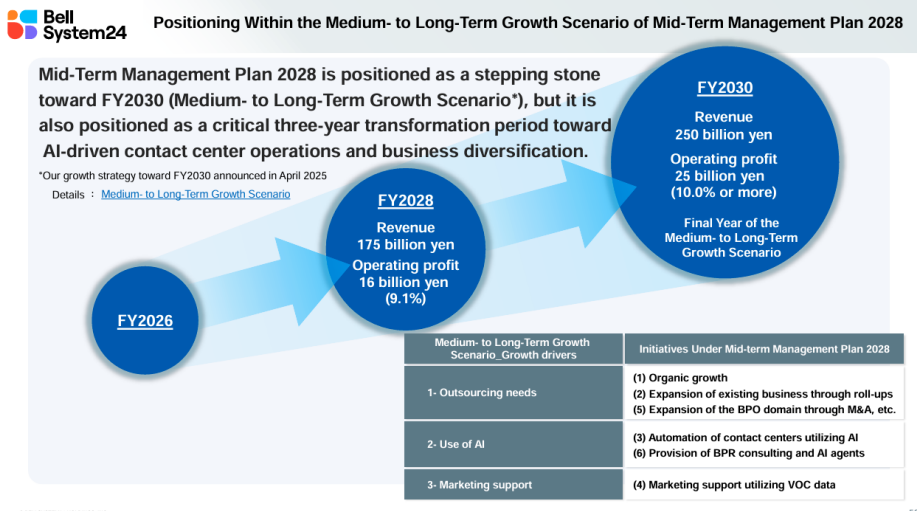 Bell
System24
Positioning Within the Medium- to Long-Term Growth Scenario of Mid-Term Management Plan 2028
Mid-Term Management Plan 2028 is positioned as a stepping stone
toward FY2030 (Medium- to Long-Term Growth Scenario*), but it is
also positioned as a critical three-year transformation period toward
AI-driven contact center operations and business diversification.
*Our growth strategy toward FY2030 announced in April 2025
Details : Medium- to Long-Term Growth Scenario
FY2026
FY2028
Revenue
175 billion yen
Operating profit
16 billion yen
(9.1%)
FY2030
Revenue
250 billion yen
Operating profit
25 billion yen
(10.0% or more)
Final Year of the
Medium- to Long-Term
Growth Scenario
Medium- to Long-Term Growth
Scenario_Growth drivers
Initiatives Under Mid-term Management Plan 2028
1- Outsourcing needs
(1) Organic growth
(2) Expansion of existing business through roll-ups
(5) Expansion of the BPO domain through M&A, etc.
2- Use of AI
(3) Automation of contact centers utilizing AI
(6) Provision of BPR consulting and AI agents
3- Marketing support
(4) Marketing support utilizing VOC data